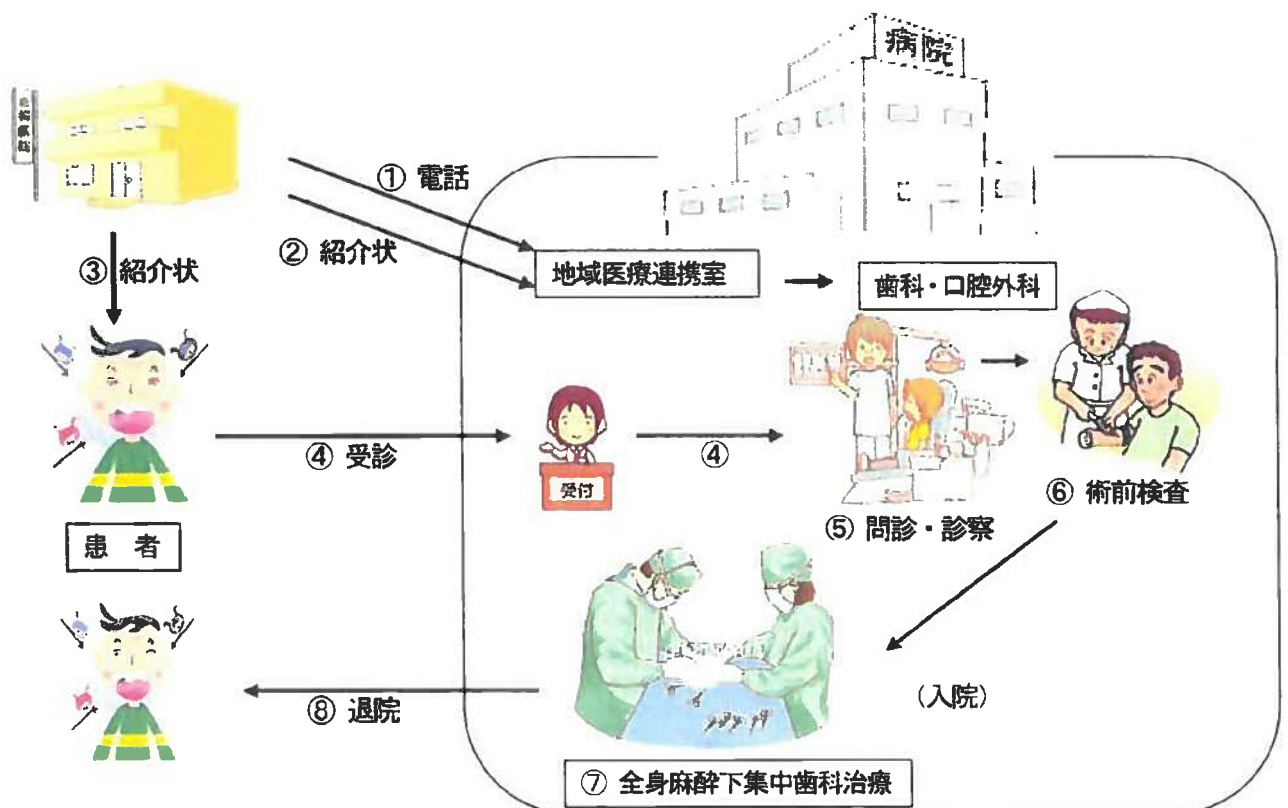 病院
① 電話
② 紹介状
③ 紹介状
地域医療連携室
歯科・口腔外科
④ 受診
受付
④
⑤ 問診・診察
⑥ 術前検査
患 者
⑧ 退院
(入院)
⑦ 全身麻酔下集中歯科治療